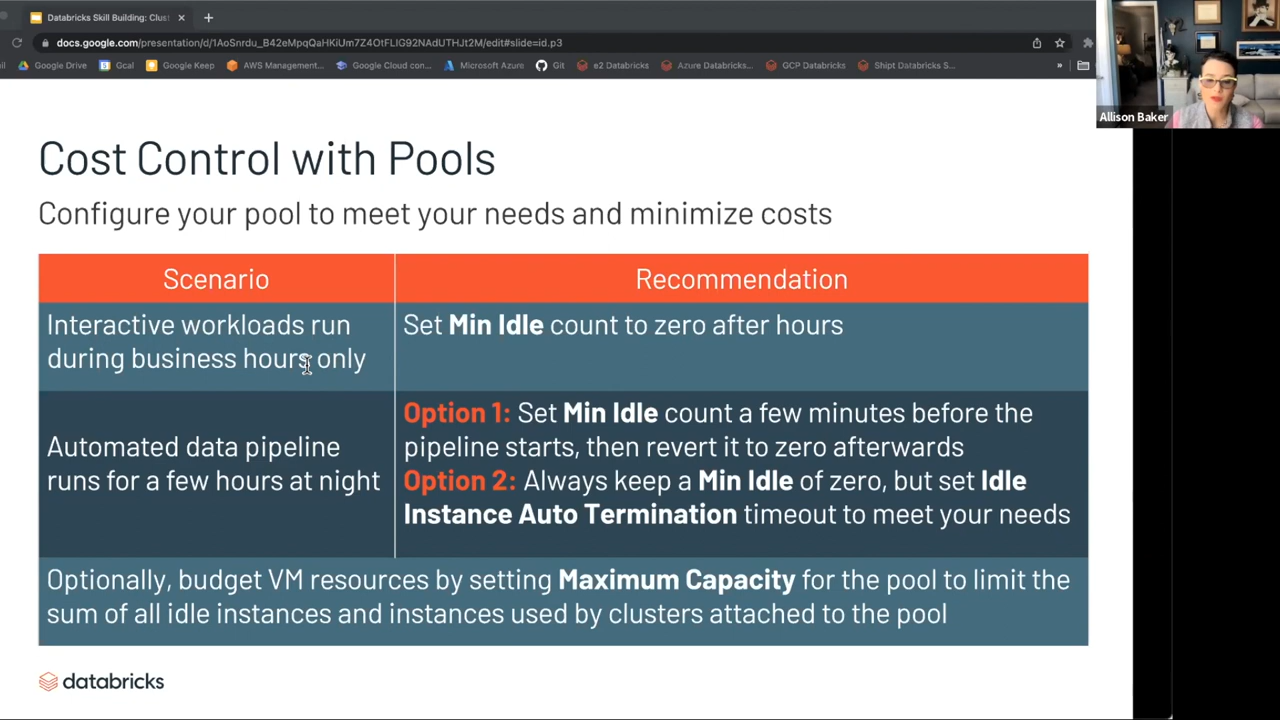 Databricks Skill Building: Clus
docs.google.com/presentation/d/1AoSnrdu_B42eMpqQaHKiUm7Z4OtFLIG92NAdUTHJt2M/edit#slide=id.p3
Google Drive Gcal Google Keep AWS Management... Google Cloud con... Microsoft Azure Git e2 Databricks Azure Databricks... GCP Databricks Shipt Databricks S... »
Allison Baker
Cost Control with Pools
Configure your pool to meet your needs and minimize costs
Scenario
Recommendation
Interactive workloads run
during business hours only
Set Min Idle count to zero after hours
Automated data pipeline
runs for a few hours at night
Option 1: Set Min Idle count a few minutes before the
pipeline starts, then revert it to zero afterwards
Option 2: Always keep a Min Idle of zero, but set Idle
Instance Auto Termination timeout to meet your needs
Optionally, budget VM resources by setting Maximum Capacity for the pool to limit the
sum of all idle instances and instances used by clusters attached to the pool
databricks